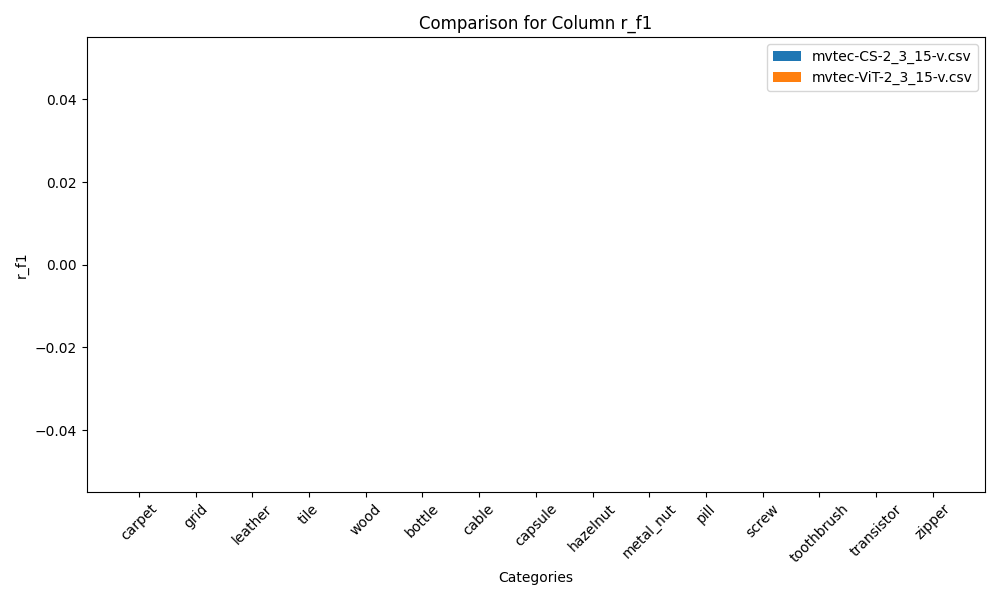 Comparison for Column r_f1
mvtec-CS-2_3_15-v.csv
mvtec-ViT-2_3_15-v.csv
0.04
0.02
0.00
−0.02
−0.04
r_f1
carpet
grid
leather
tile
wood
bottle
cable
capsule
hazelnut
metal_nut
pill
screw
toothbrush
transistor
zipper
Categories